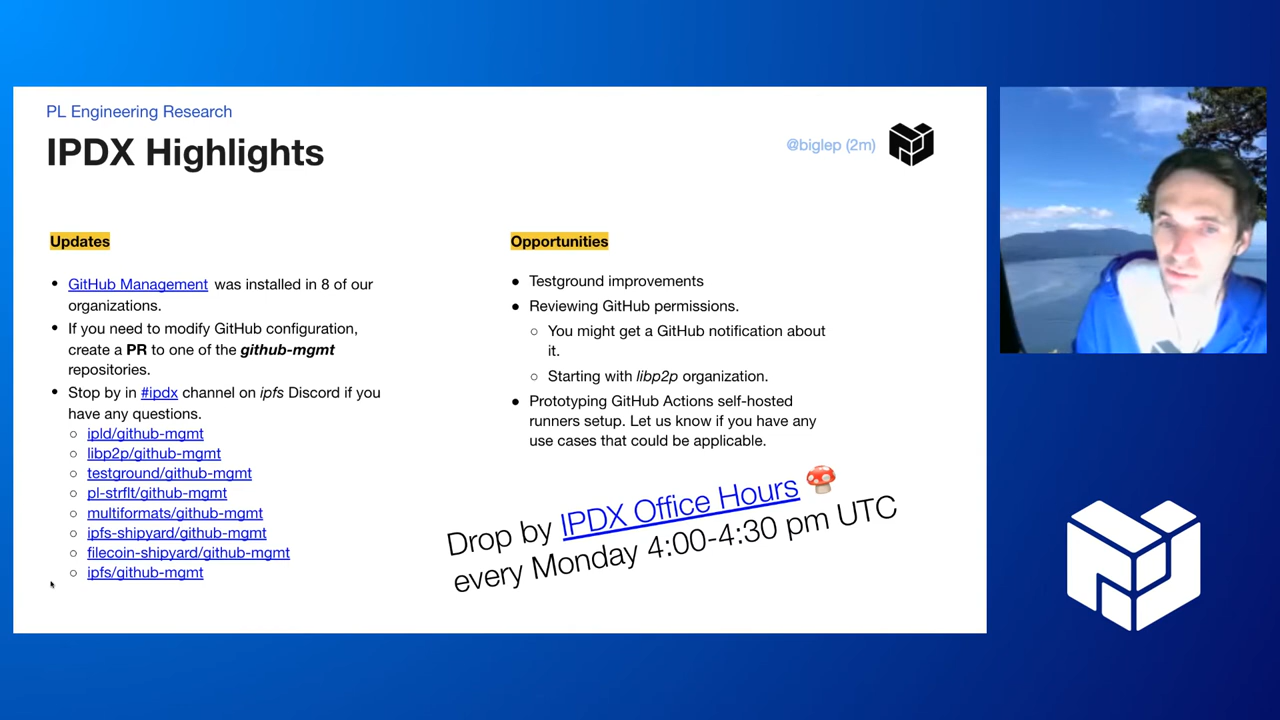 PL Engineering Research
IPDX Highlights
@biglep (2m)
Updates
• GitHub Management was installed in 8 of our
organizations.
• If you need to modify GitHub configuration,
create a PR to one of the github-mgmt
repositories.
• Stop by in #ipdx channel on ipfs Discord if you
have any questions.
○ ipld/github-mgmt
○ libp2p/github-mgmt
○ testground/github-mgmt
○ pl-strflt/github-mgmt
○ multiformats/github-mgmt
○ ipfs-shipyard/github-mgmt
○ filecoin-shipyard/github-mgmt
○ ipfs/github-mgmt
Opportunities
● Testground improvements
● Reviewing GitHub permissions.
○ You might get a GitHub notification about
it.
○ Starting with libp2p organization.
● Prototyping GitHub Actions self-hosted
runners setup. Let us know if you have any
use cases that could be applicable.
Drop by IPDX Office Hours 🍄
every Monday 4:00-4:30 pm UTC